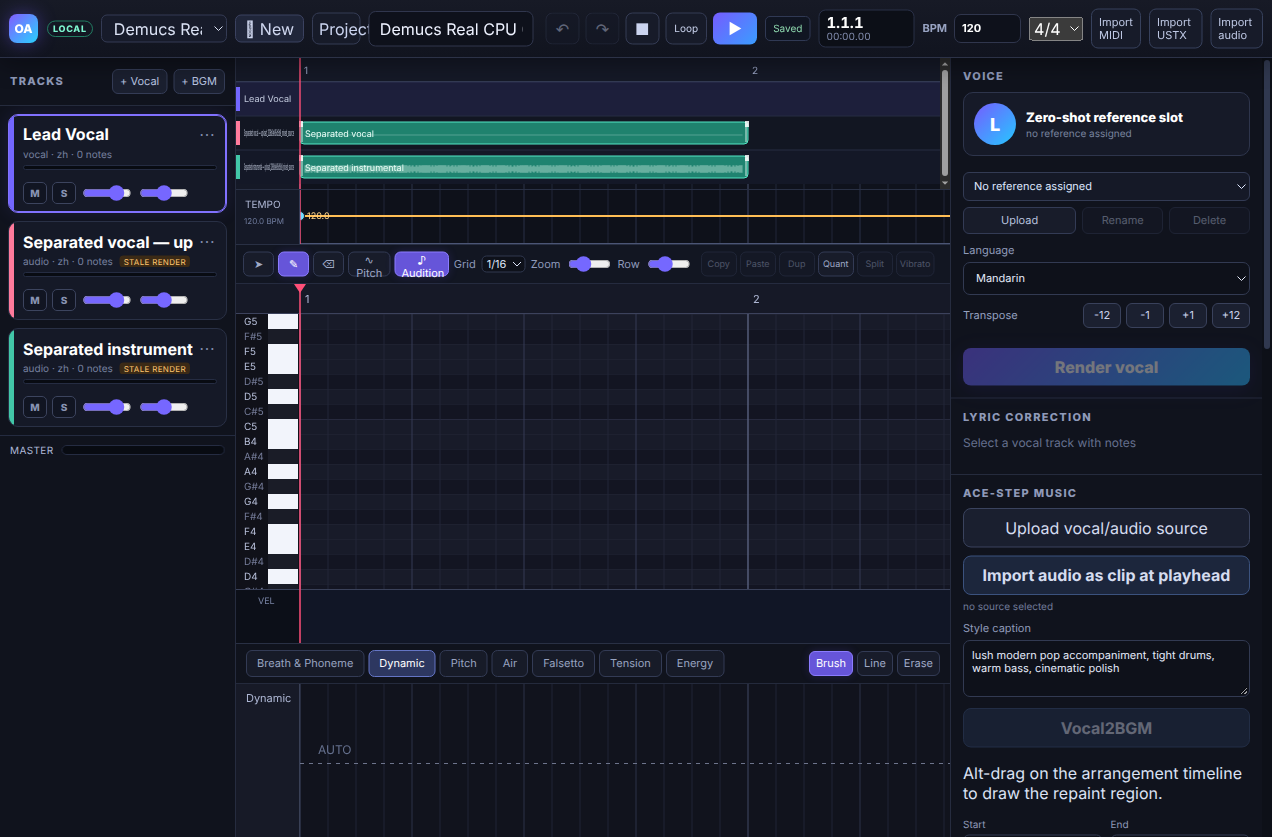 OA LOCAL Demucs Re New Project Demucs Real CPU Loop Saved 1.1.1 BPM 120 4/4 Import MIDI Import USTX Import audio
00:00.00
TRACKS + Vocal + BGM
Lead Vocal ...
vocal · zh · 0 notes
M S
Separated vocal — up ...
audio · zh · 0 notes STALE RENDER
M S
Separated instrument ...
audio · zh · 0 notes STALE RENDER
M S
MASTER
1 2
Lead Vocal
Separated vocal
Separated instrumental
TEMPO
120.0 BPM 120.0
Pitch Audition Grid 1/16 Zoom Row Copy Paste Dup Quant Split Vibrato
1 2
G5
F#5
F5
E5
D#5
D5
C#5
C5
B4
A#4
A4
G#4
G4
F#4
F4
E4
D#4
D4
VEL
Breath & Phoneme Dynamic Pitch Air Falsetto Tension Energy Brush Line Erase
Dynamic
AUTO
VOICE
L Zero-shot reference slot
no reference assigned
No reference assigned
Upload Rename Delete
Language
Mandarin
Transpose -12 -1 +1 +12
Render vocal
LYRIC CORRECTION
Select a vocal track with notes
ACE-STEP MUSIC
Upload vocal/audio source
Import audio as clip at playhead
no source selected
Style caption
lush modern pop accompaniment, tight drums,
warm bass, cinematic polish
Vocal2BGM
Alt-drag on the arrangement timeline
to draw the repaint region.
Start End